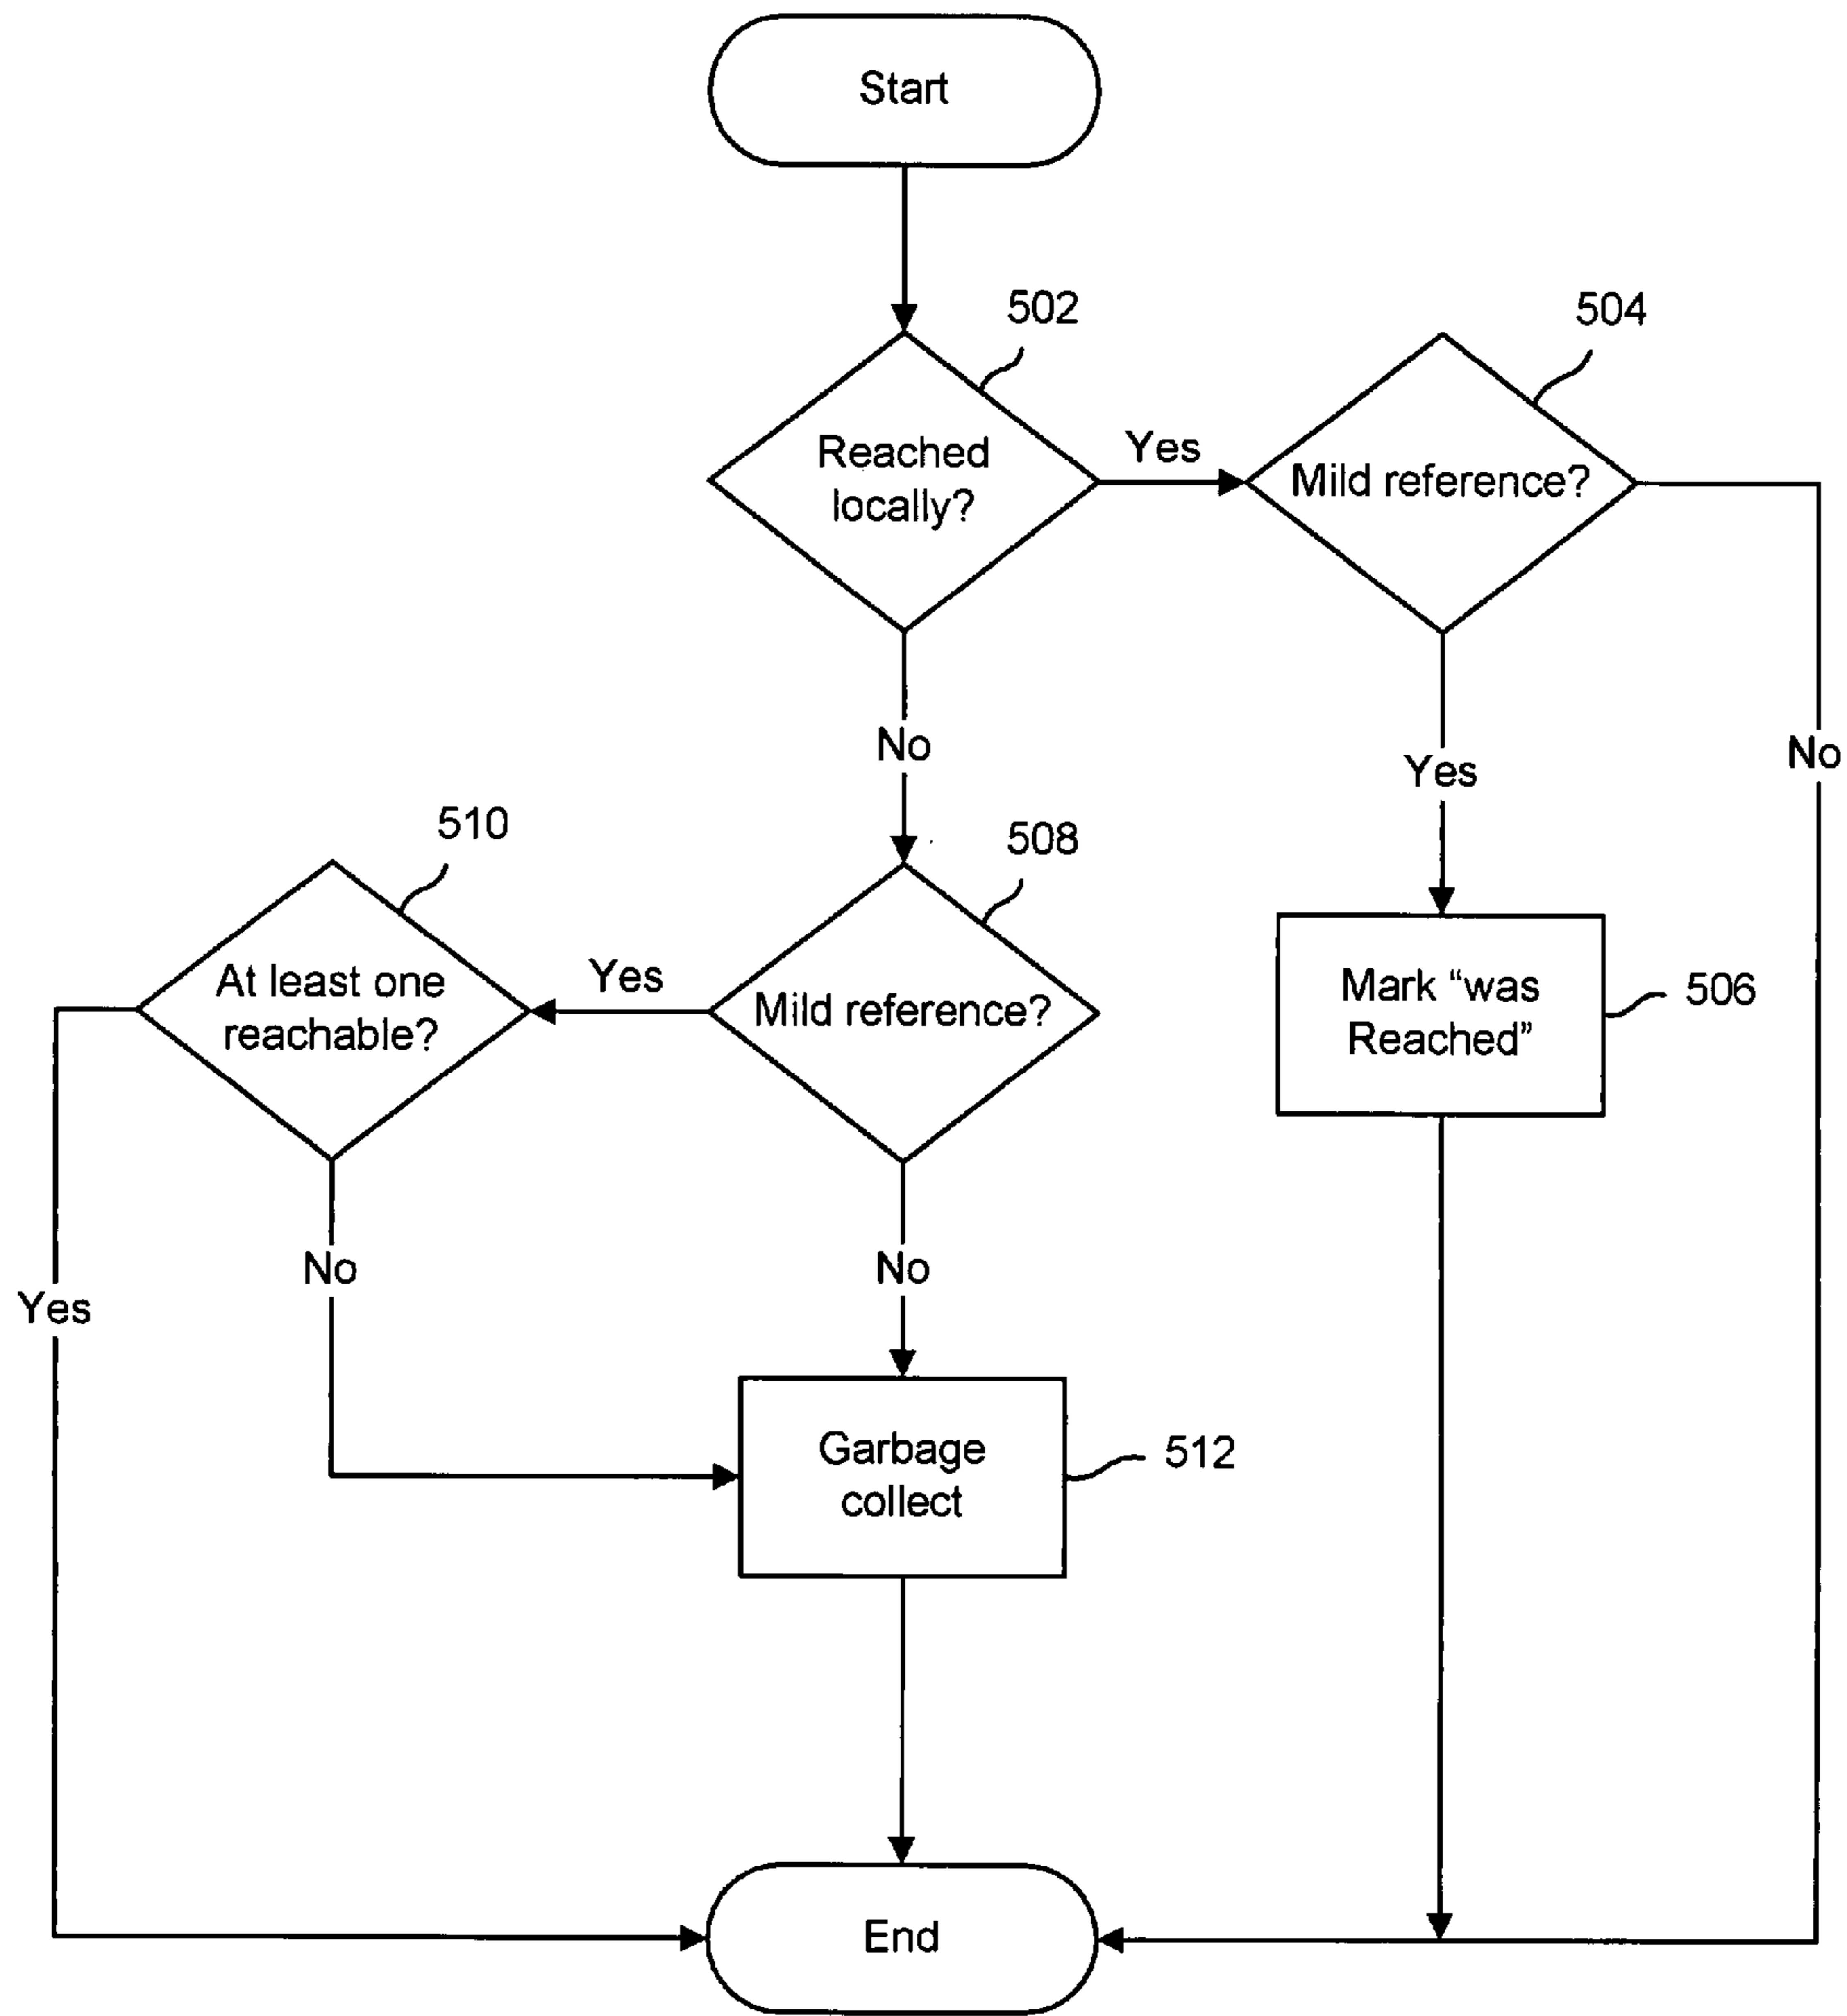 Start
502
504
Reached
locally?
Yes
Mild reference?
No
Yes
No
510
508
At least one
reachable?
Yes
Mild reference?
Mark “was
Reached”
506
No
No
Yes
Garbage
collect
512
End